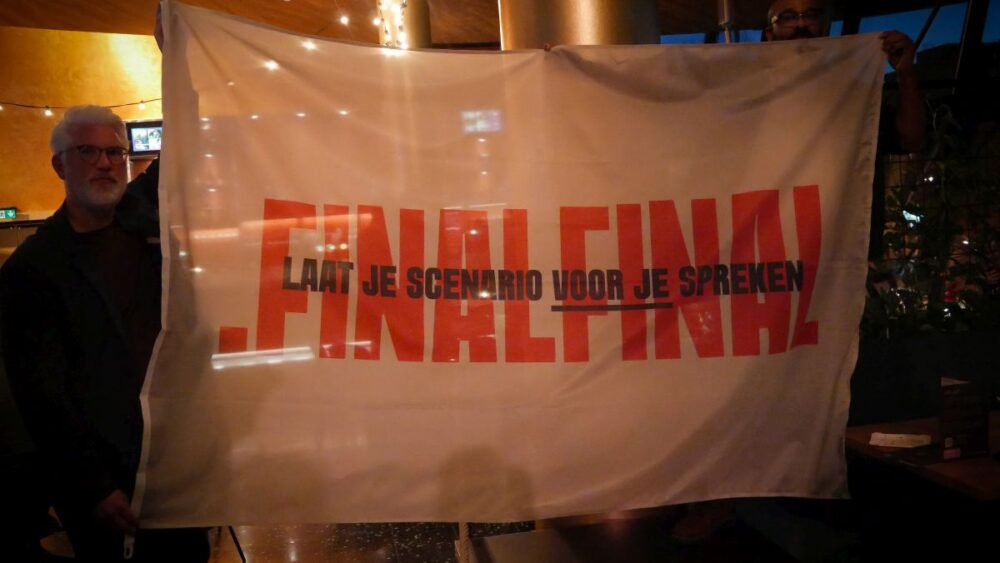 .FINALFINAL
LAAT JE SCENARIO VOOR JE SPREKEN